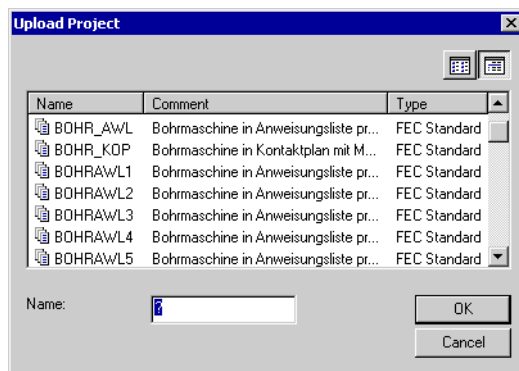 Upload Project
Name Comment Type
BOHR_AWL Bohrmaschine in Anweisungsliste pr... FEC Standard
BOHR_KOP Bohrmaschine in Kontaktplan mit M... FEC Standard
BOHRAWL1 Bohrmaschine in Anweisungsliste pr... FEC Standard
BOHRAWL2 Bohrmaschine in Anweisungsliste pr... FEC Standard
BOHRAWL3 Bohrmaschine in Anweisungsliste pr... FEC Standard
BOHRAWL4 Bohrmaschine in Anweisungsliste pr... FEC Standard
BOHRAWL5 Bohrmaschine in Anweisungsliste pr... FEC Standard
Name: ? OK
Cancel